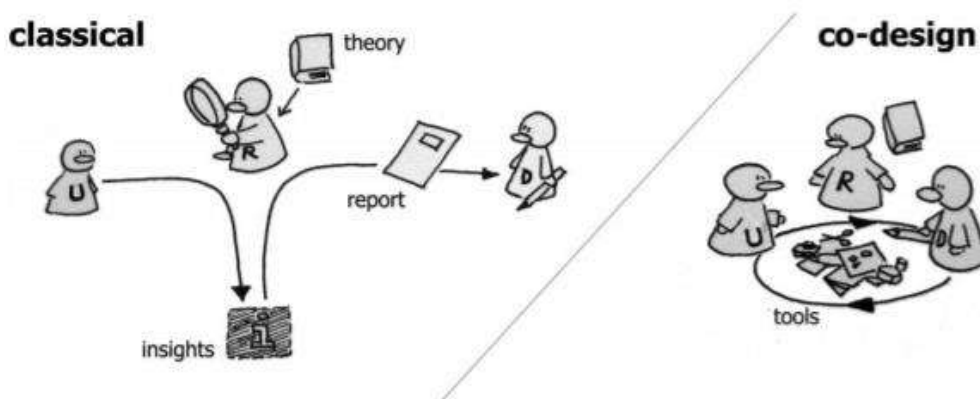 classical
theory
R
U
D
report
i
insights
co-design
R
U
D
tools